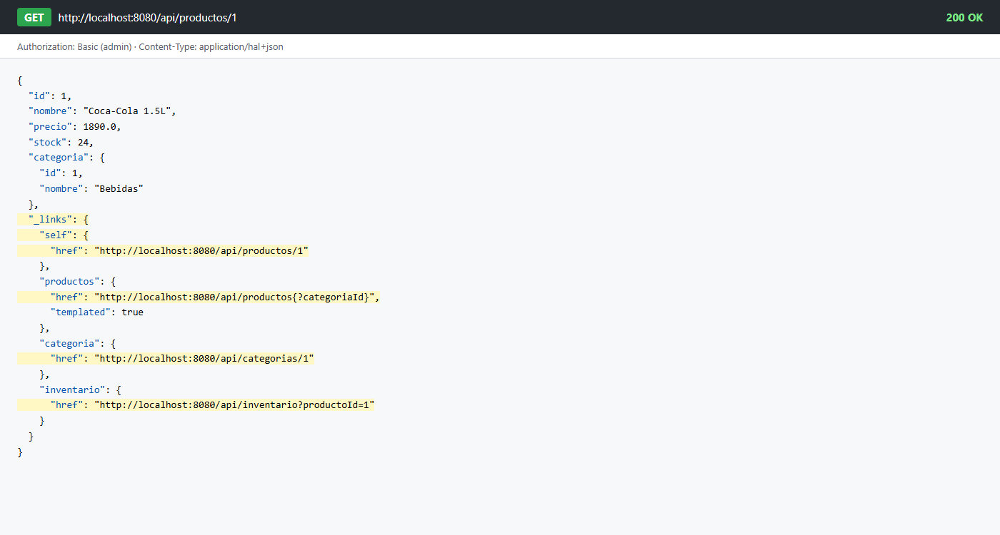 GET http://localhost:8080/api/productos/1 200 OK
Authorization: Basic (admin) · Content-Type: application/hal+json
{
  "id": 1,
  "nombre": "Coca-Cola 1.5L",
  "precio": 1890.0,
  "stock": 24,
  "categoria": {
    "id": 1,
    "nombre": "Bebidas"
  },
  "_links": {
    "self": {
      "href": "http://localhost:8080/api/productos/1"
    },
    "productos": {
      "href": "http://localhost:8080/api/productos{?categoriaId}",
      "templated": true
    },
    "categoria": {
      "href": "http://localhost:8080/api/categorias/1"
    },
    "inventario": {
      "href": "http://localhost:8080/api/inventario?productoId=1"
    }
  }
}